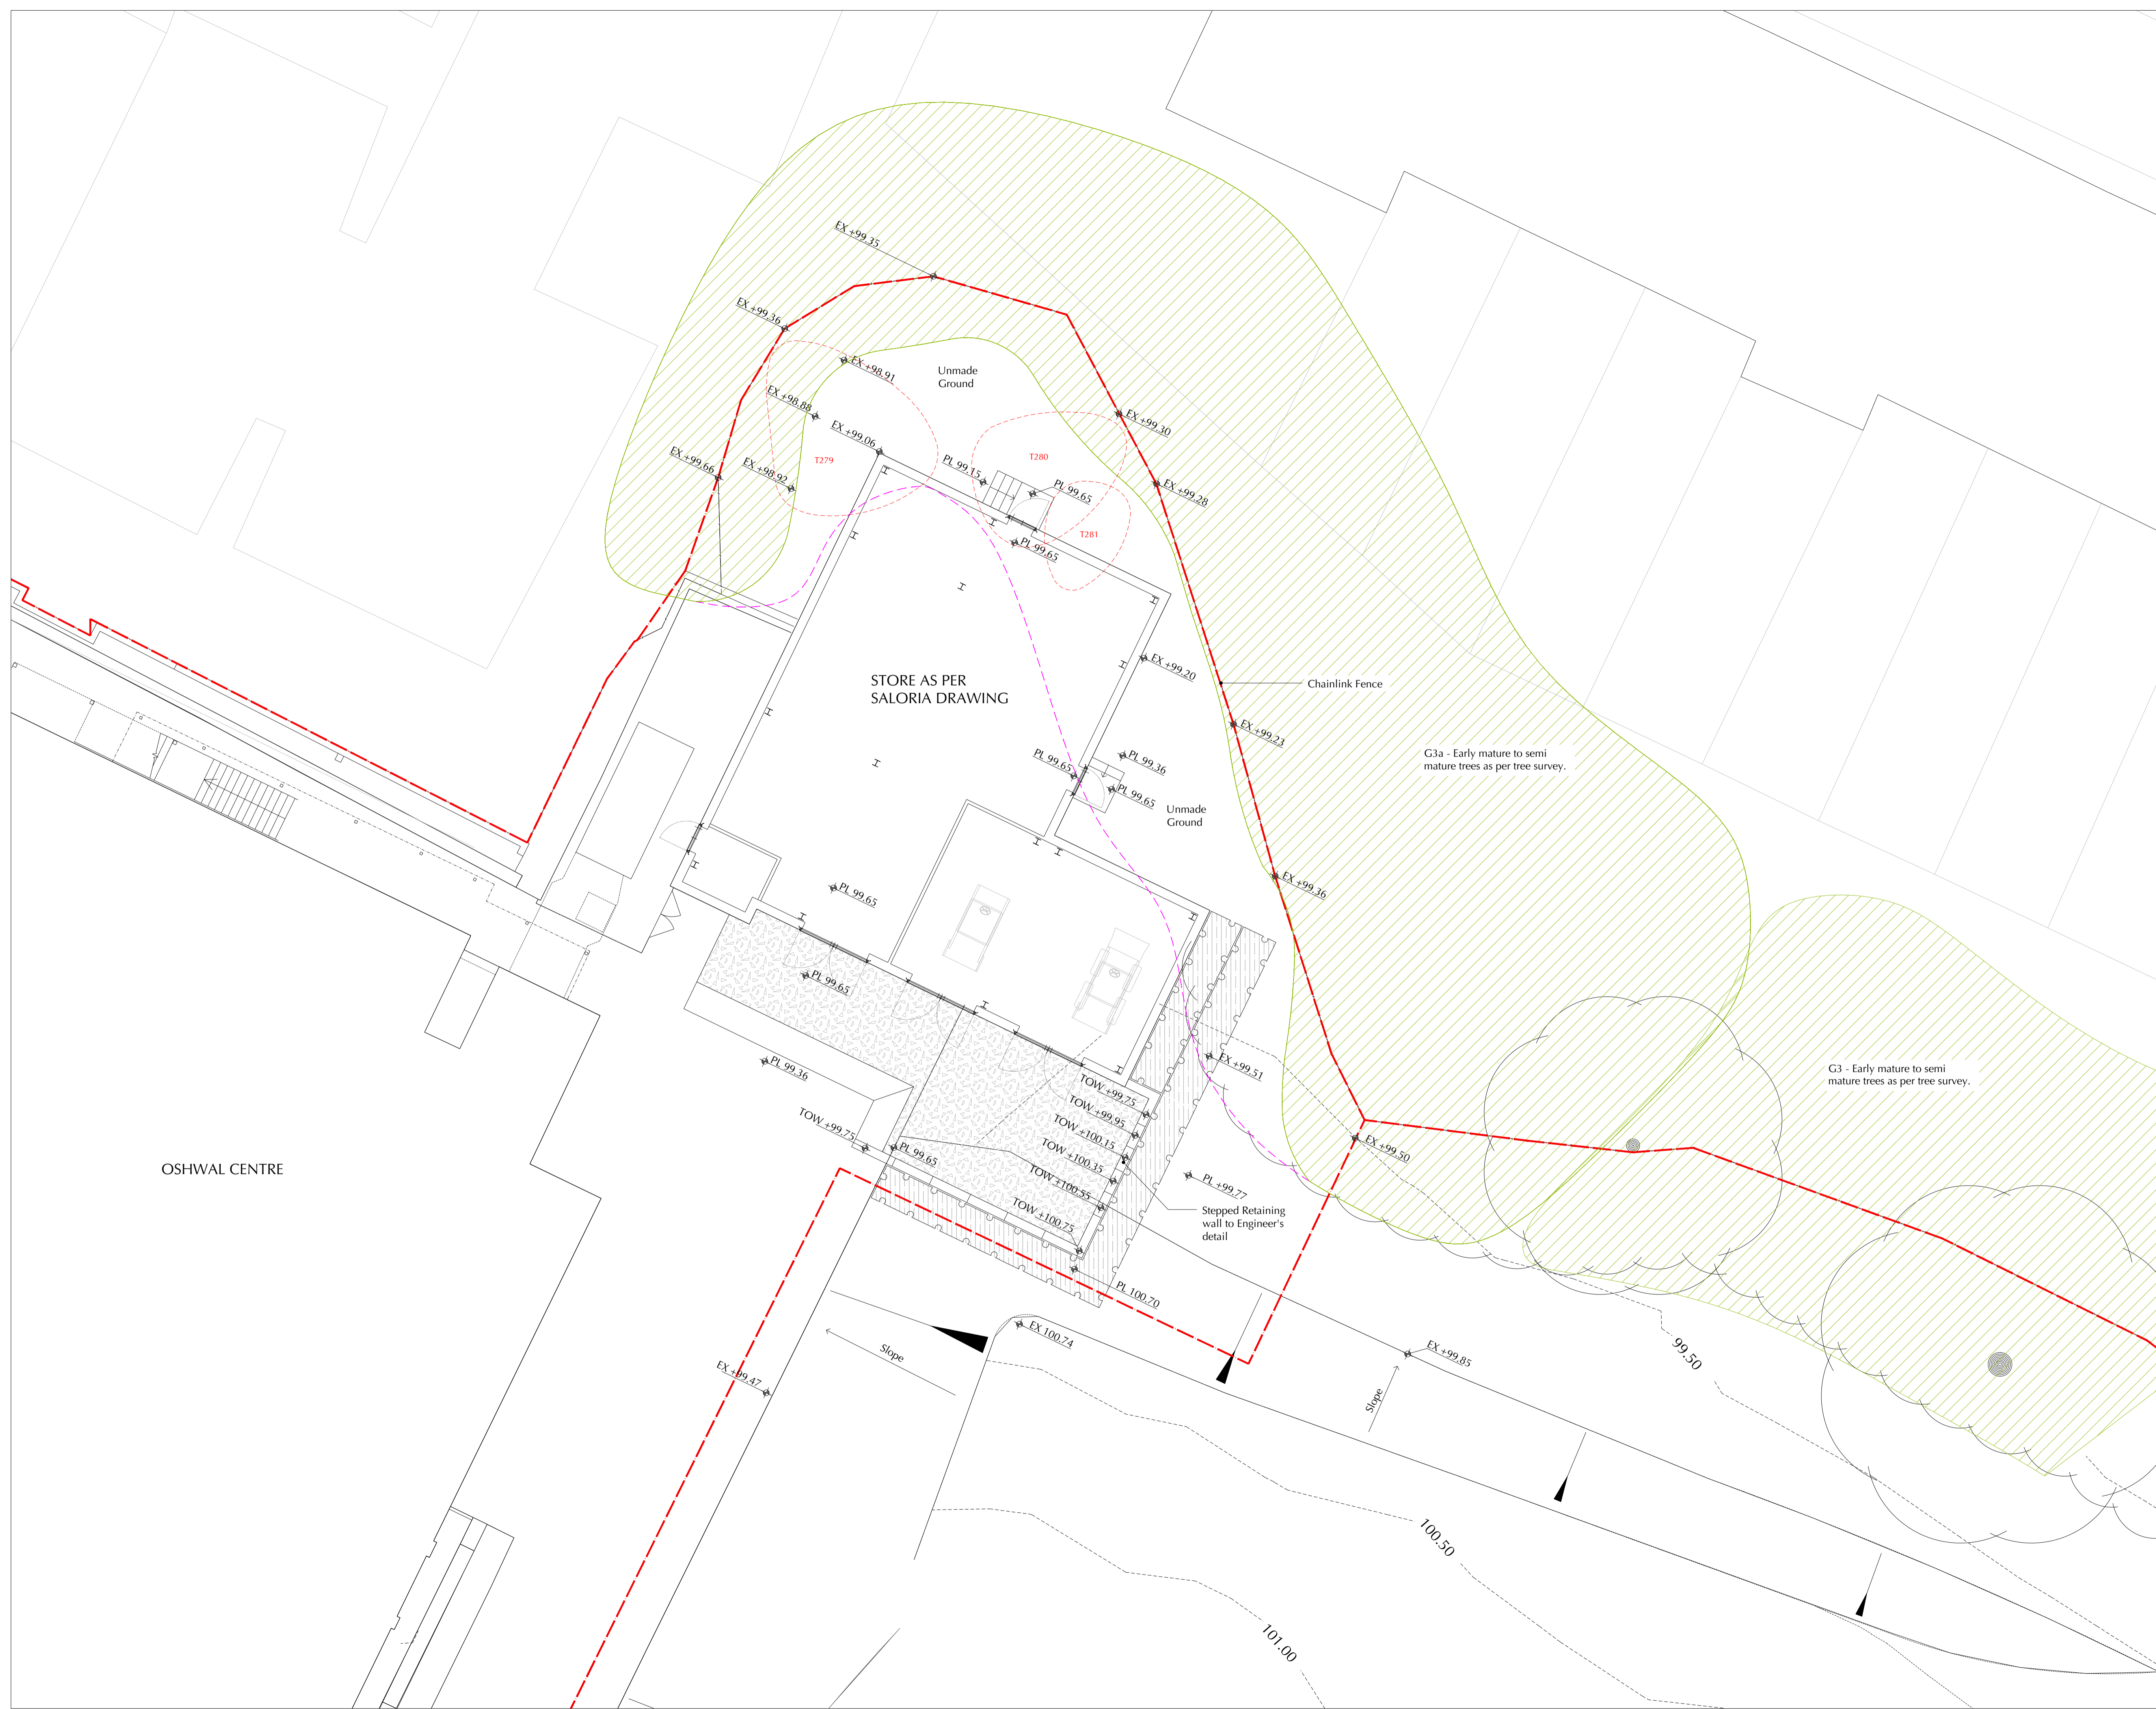 EX +99.35
EX +99.36
EX +98.91
Unmade
Ground
EX +98.88
EX +99.30
EX +99.06
T279
T280
EX +99.66
EX +98.92
PL 99.15
PL 99.65
EX +99.28
T281
PL 99.65
EX +99.20
STORE AS PER
SALORIA DRAWING
Chainlink Fence
EX +99.23
PL 99.65
PL 99.36
G3a - Early mature to semi
mature trees as per tree survey.
PL 99.65
Unmade
Ground
PL 99.65
EX +99.36
PL 99.65
PL 99.36
EX +99.51
G3 - Early mature to semi
mature trees as per tree survey.
TOW +99.75
TOW +99.95
TOW +100.15
TOW +100.35
TOW +100.55
TOW +100.75
TOW +99.75
PL 99.65
EX +99.50
OSHWAL CENTRE
PL +99.77
Stepped Retaining
wall to Engineer's
detail
PL 100.70
EX 100.74
Slope
EX +99.47
EX +99.85
Slope
99.50
100.50
101.00